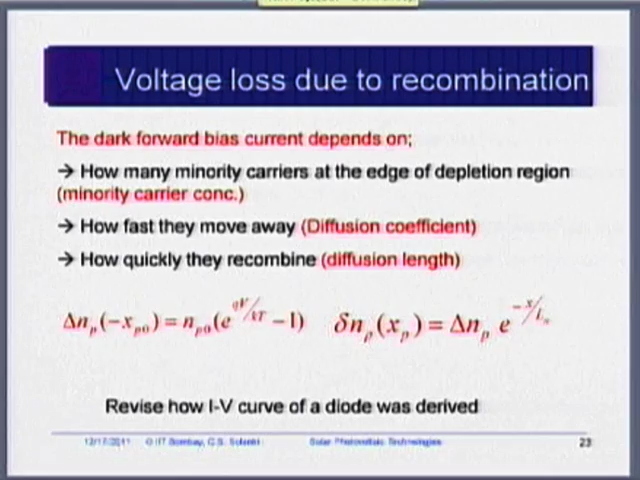 Voltage loss due to recombination
The dark forward bias current depends on;
→ How many minority carriers at the edge of depletion region
(minority carrier conc.)
→ How fast they move away (Diffusion coefficient)
→ How quickly they recombine (diffusion length)
Δn_p(−x_p0) = n_p0(e^{qV/kT} − 1) δn_p(x_p) = Δn_p e^{−x/L_n}
Revise how I-V curve of a diode was derived
12/17/2011 © IIT Bombay, C.S. Solanki Solar Photovoltaic Technologies 23